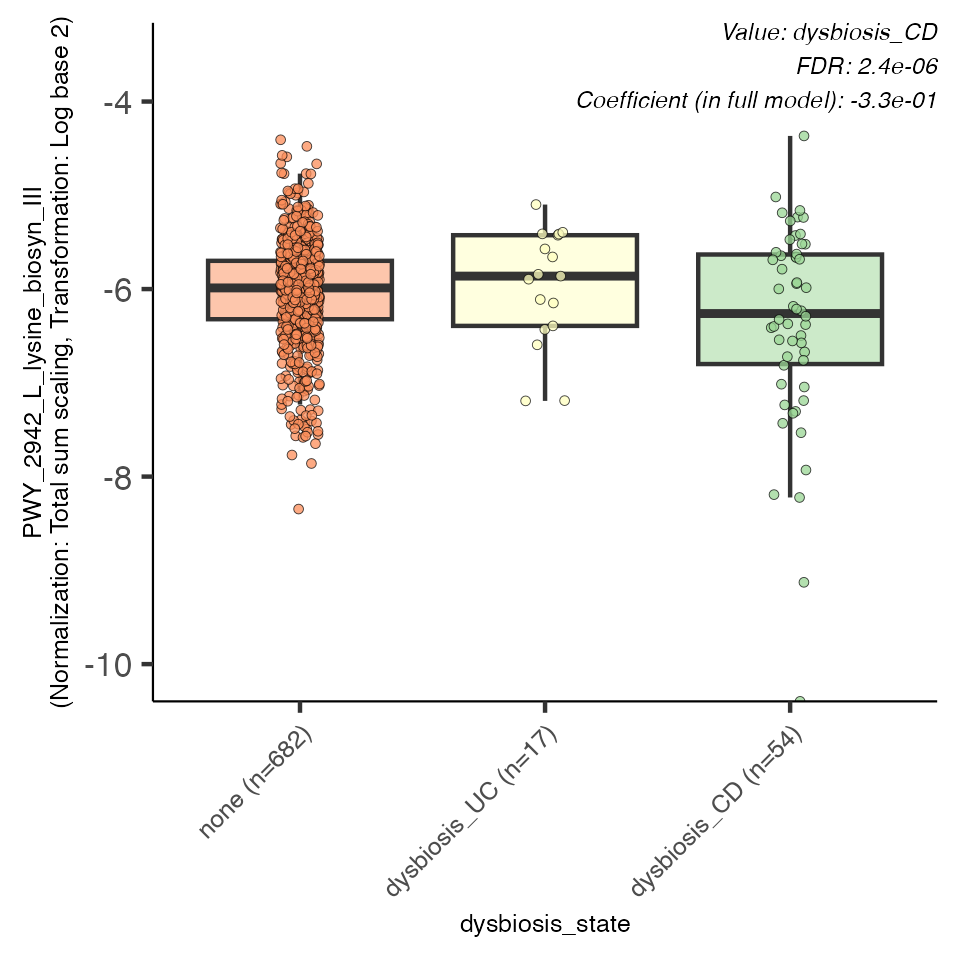 Value: dysbiosis_CD
FDR: 2.4e-06
Coefficient (in full model): -3.3e-01
PWY_2942_L_lysine_biosyn_III
(Normalization: Total sum scaling, Transformation: Log base 2)
-4
-6
-8
-10
none (n=682)
dysbiosis_UC (n=17)
dysbiosis_CD (n=54)
dysbiosis_state